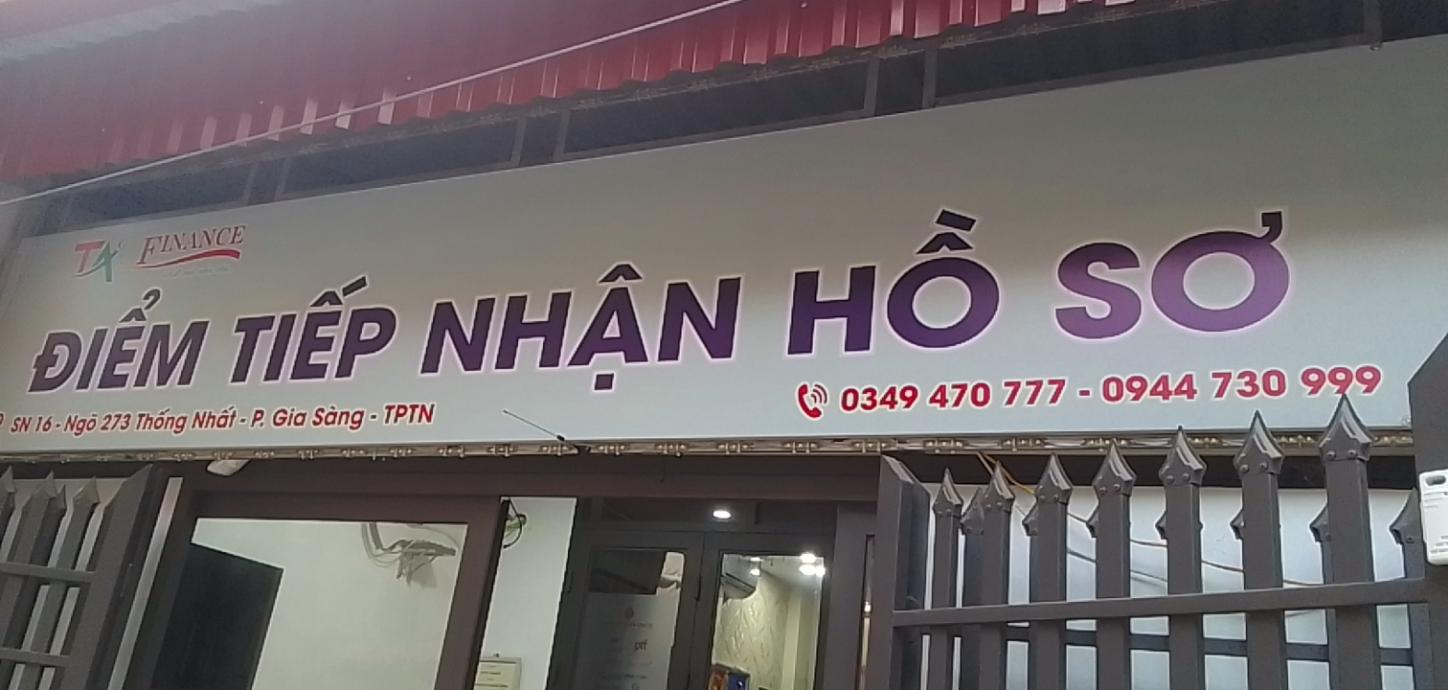 TA FINANCE
ĐIỂM TIẾP NHẬN HỒ SƠ
SN 16 - Ngõ 273 Thống Nhất - P. Gia Sàng - TPTN
0349 470 777 - 0944 730 999